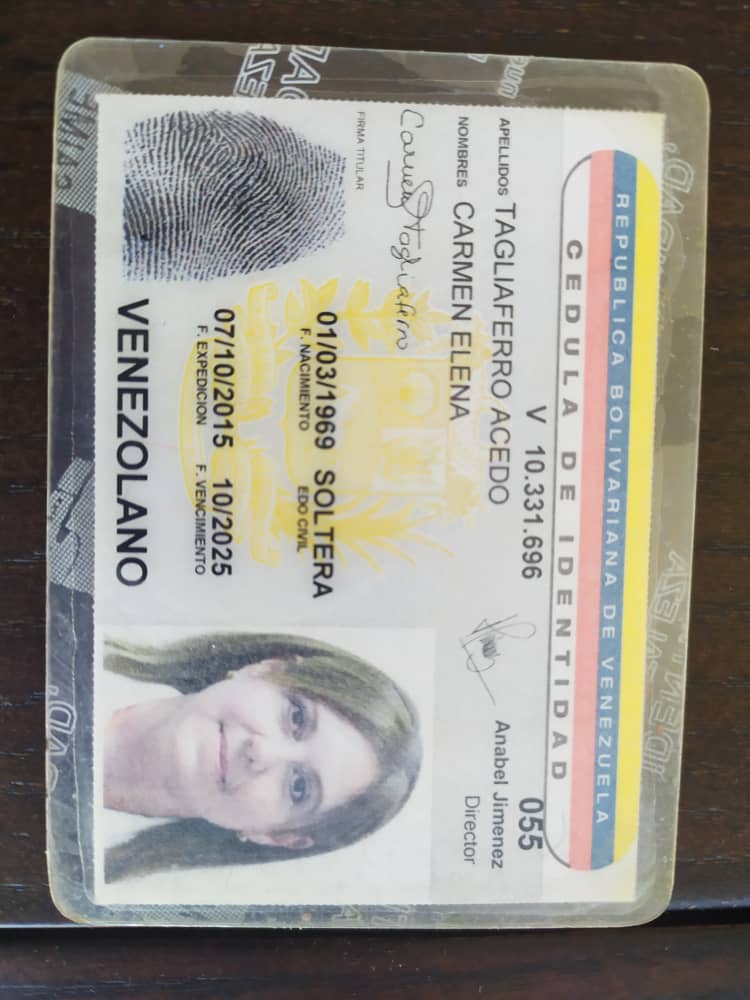 REPUBLICA BOLIVARIANA DE VENEZUELA
CEDULA DE IDENTIDAD
V 10.331.696
055
APELLIDOS TAGLIAFERRO ACEDO
Anabel Jimenez
NOMBRES CARMEN ELENA
Director
Carmen Tagliaferro
FIRMA TITULAR
01/03/1969 SOLTERA
F. NACIMIENTO EDO CIVIL
07/10/2015 10/2025
F. EXPEDICION F. VENCIMIENTO
VENEZOLANO